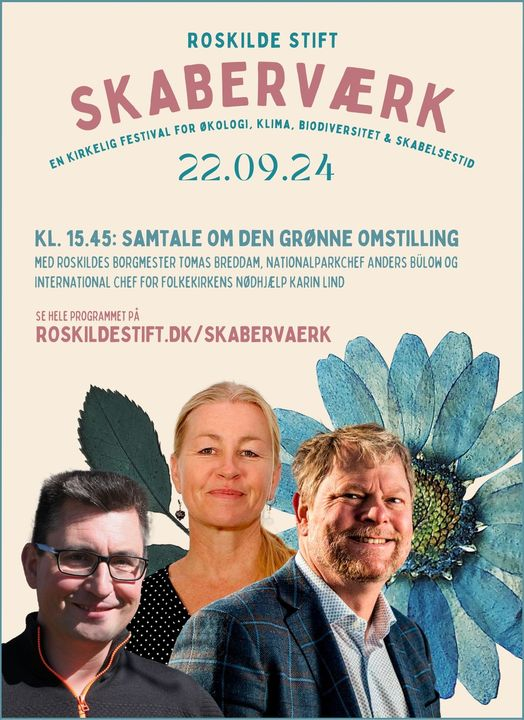 ROSKILDE STIFT
SKABERVÆRK
EN KIRKELIG FESTIVAL FOR ØKOLOGI, KLIMA, BIODIVERSITET & SKABELSESTID
22.09.24
KL. 15.45: SAMTALE OM DEN GRØNNE OMSTILLING
MED ROSKILDES BORGMESTER TOMAS BREDDAM, NATIONALPARKCHEF ANDERS BÜLOW OG
INTERNATIONAL CHEF FOR FOLKEKIRKENS NØDHJÆLP KARIN LIND
SE HELE PROGRAMMET PÅ
ROSKILDESTIFT.DK/SKABERVAERK